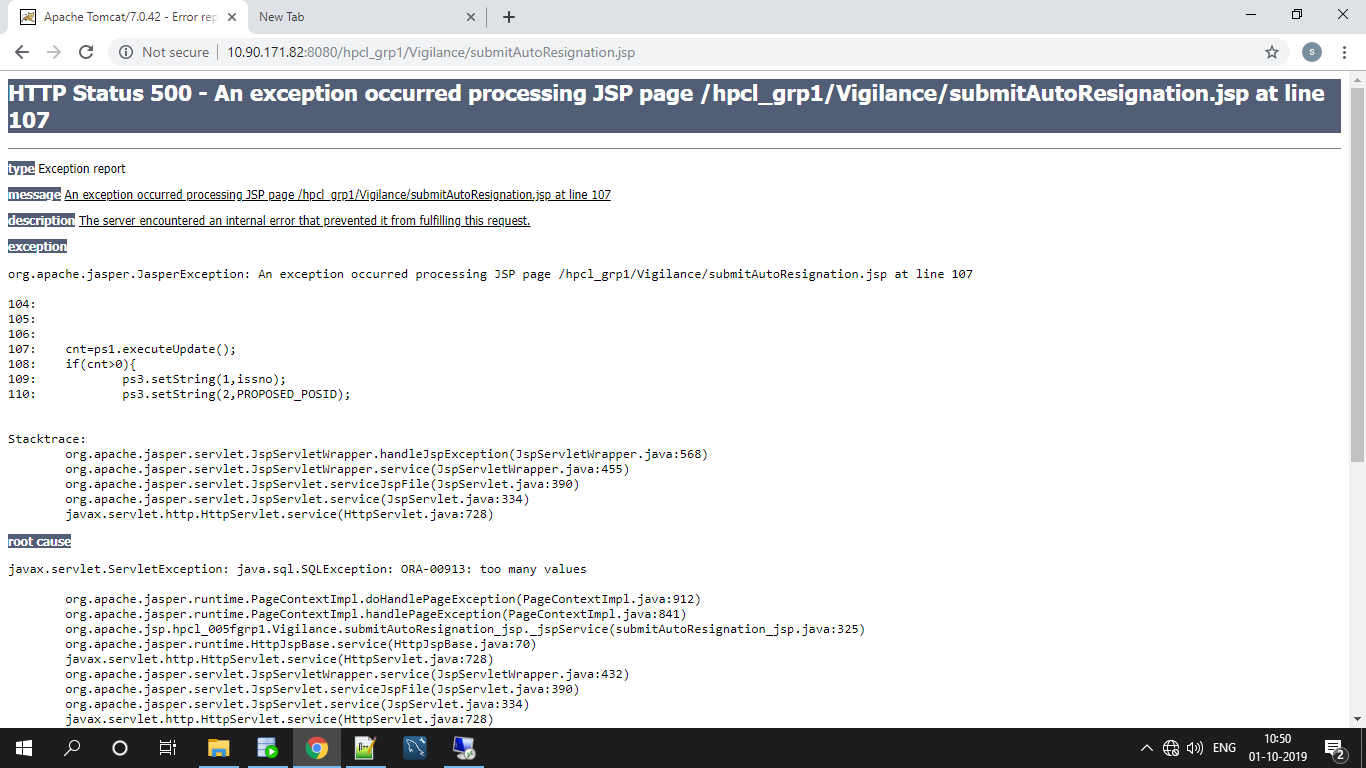 Apache Tomcat/7.0.42 - Error rep
New Tab
Not secure
10.90.171.82:8080/hpcl_grp1/Vigilance/submitAutoResignation.jsp
S
HTTP Status 500 - An exception occurred processing JSP page /hpcl_grp1/Vigilance/submitAutoResignation.jsp at line
107
type Exception report
message An exception occurred processing JSP page /hpcl_grp1/Vigilance/submitAutoResignation.jsp at line 107
description The server encountered an internal error that prevented it from fulfilling this request.
exception
org.apache.jasper.JasperException: An exception occurred processing JSP page /hpcl_grp1/Vigilance/submitAutoResignation.jsp at line 107
104:
105:
106:
107: cnt=ps1.executeUpdate();
108: if(cnt>0){
109: ps3.setString(1,issno);
110: ps3.setString(2,PROPOSED_POSID);
Stacktrace:
org.apache.jasper.servlet.JspServletWrapper.handleJspException(JspServletWrapper.java:568)
org.apache.jasper.servlet.JspServletWrapper.service(JspServletWrapper.java:455)
org.apache.jasper.servlet.JspServlet.serviceJspFile(JspServlet.java:390)
org.apache.jasper.servlet.JspServlet.service(JspServlet.java:334)
javax.servlet.http.HttpServlet.service(HttpServlet.java:728)
root cause
javax.servlet.ServletException: java.sql.SQLException: ORA-00913: too many values
org.apache.jasper.runtime.PageContextImpl.doHandlePageException(PageContextImpl.java:912)
org.apache.jasper.runtime.PageContextImpl.handlePageException(PageContextImpl.java:841)
org.apache.jsp.hpcl_005fgrp1.Vigilance.submitAutoResignation_jsp._jspService(submitAutoResignation_jsp.java:325)
org.apache.jasper.runtime.HttpJspBase.service(HttpJspBase.java:70)
javax.servlet.http.HttpServlet.service(HttpServlet.java:728)
org.apache.jasper.servlet.JspServletWrapper.service(JspServletWrapper.java:432)
org.apache.jasper.servlet.JspServlet.serviceJspFile(JspServlet.java:390)
org.apache.jasper.servlet.JspServlet.service(JspServlet.java:334)
javax.servlet.http.HttpServlet.service(HttpServlet.java:728)
ENG
10:50
01-10-2019
2